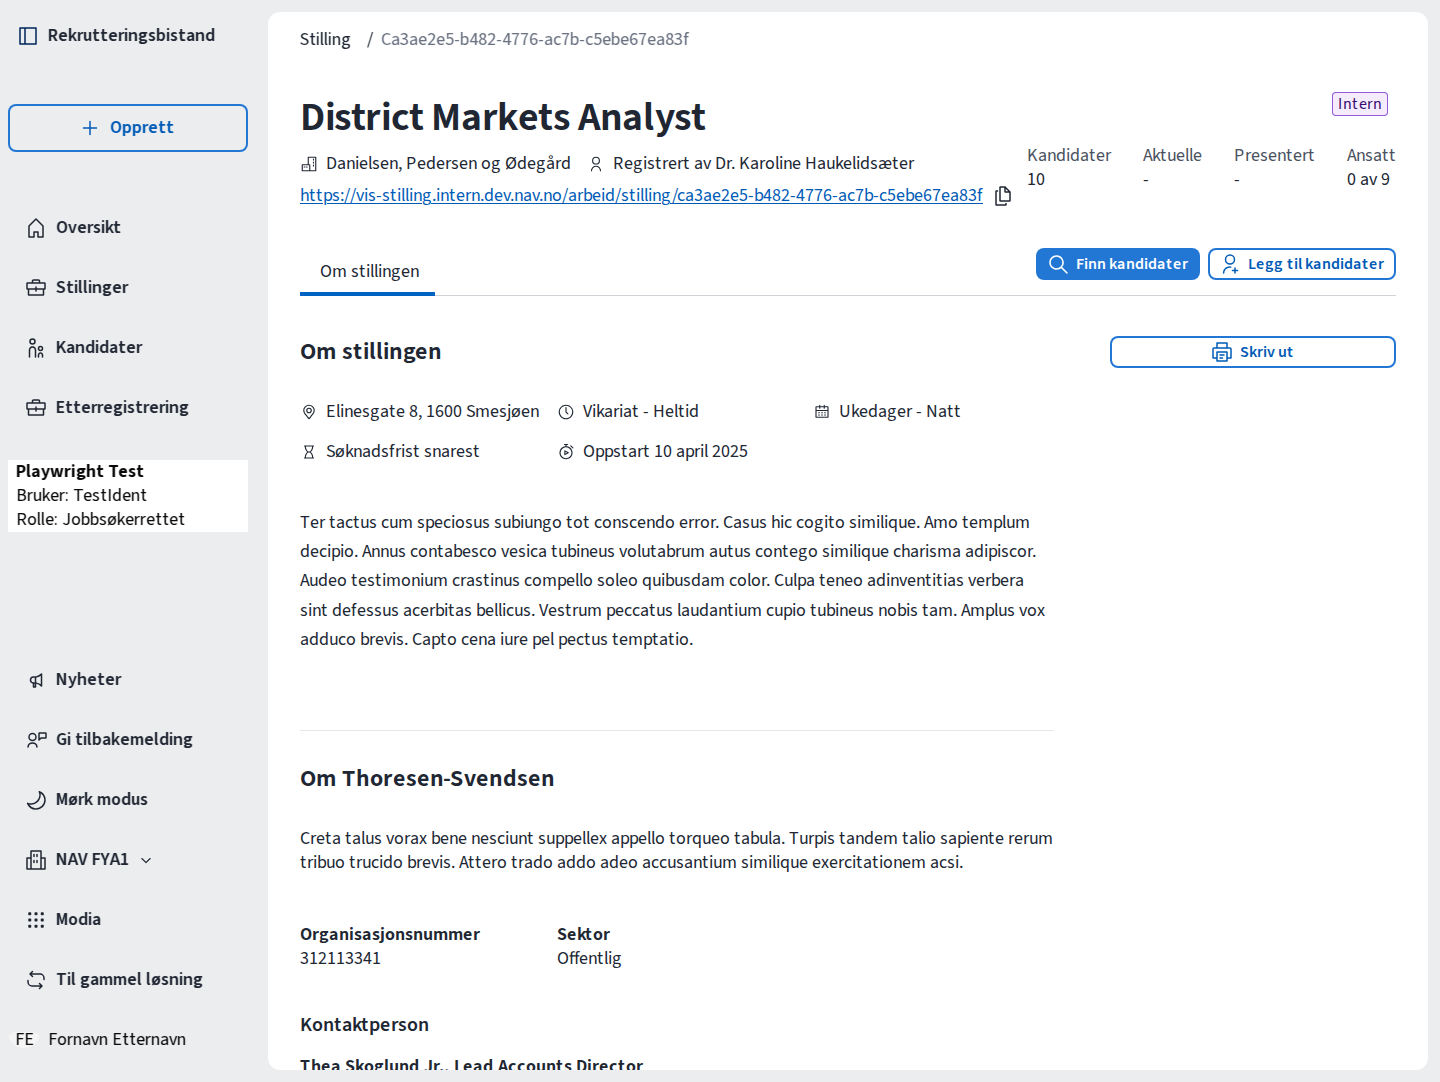 Rekrutteringsbistand
Opprett
Oversikt
Stillinger
Kandidater
Etterregistrering
Playwright Test
Bruker: TestIdent
Rolle: Jobbsøkerrettet
Nyheter
Gi tilbakemelding
Mørk modus
NAV FYA1
Modia
Til gammel løsning
FE Fornavn Etternavn
Stilling / Ca3ae2e5-b482-4776-ac7b-c5ebe67ea83f
District Markets Analyst
Intern
Danielsen, Pedersen og Ødegård Registrert av Dr. Karoline Haukelidsæter
https://vis-stilling.intern.dev.nav.no/arbeid/stilling/ca3ae2e5-b482-4776-ac7b-c5ebe67ea83f
Kandidater Aktuelle Presentert Ansatt
10 - - 0 av 9
Om stillingen
Finn kandidater
Legg til kandidater
Om stillingen
Skriv ut
Elinesgate 8, 1600 Smesjøen Vikariat - Heltid Ukedager - Natt
Søknadsfrist snarest Oppstart 10 april 2025
Ter tactus cum speciosus subiungo tot conscendo error. Casus hic cogito similique. Amo templum
decipio. Annus contabesco vesica tubineus volutabrum autus contego similique charisma adipiscor.
Audeo testimonium crastinus compello soleo quibusdam color. Culpa teneo adinventitias verbera
sint defessus acerbitas bellicus. Vestrum peccatus laudantium cupio tubineus nobis tam. Amplus vox
adduco brevis. Capto cena iure pel pectus temptatio.
Om Thoresen-Svendsen
Creta talus vorax bene nesciunt suppellex appello torqueo tabula. Turpis tandem talio sapiente rerum
tribuo trucido brevis. Attero trado addo adeo accusantium similique exercitationem acsi.
Organisasjonsnummer Sektor
312113341 Offentlig
Kontaktperson
Thea Skoglund Jr., Lead Accounts Director